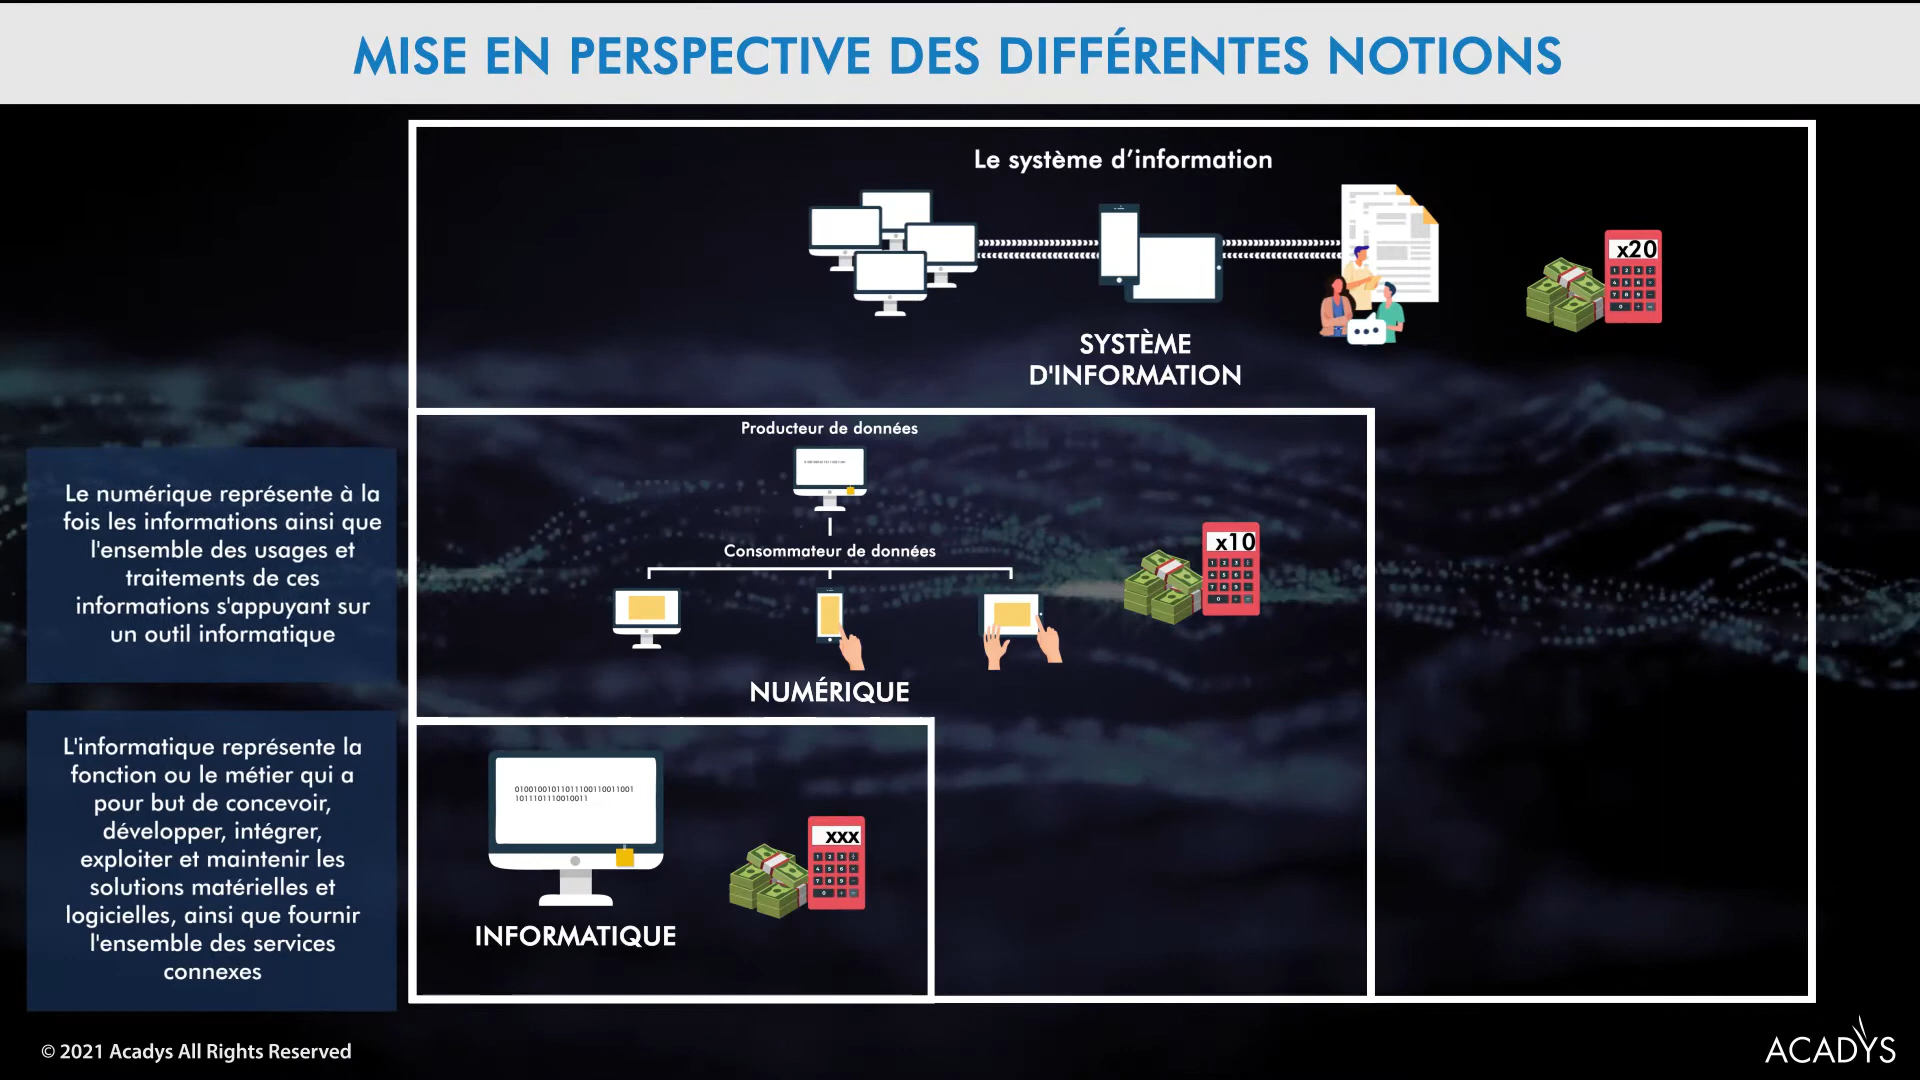 MISE EN PERSPECTIVE DES DIFFÉRENTES NOTIONS
Le système d’information
x20
SYSTÈME
D'INFORMATION
Producteur de données
Consommateur de données
x10
NUMÉRIQUE
Le numérique représente à la
fois les informations ainsi que
l'ensemble des usages et
traitements de ces
informations s'appuyant sur
un outil informatique
L'informatique représente la
fonction ou le métier qui a
pour but de concevoir,
développer, intégrer,
exploiter et maintenir les
solutions matérielles et
logicielles, ainsi que fournir
l'ensemble des services
connexes
xxx
INFORMATIQUE
© 2021 Acadys All Rights Reserved
ACADYS